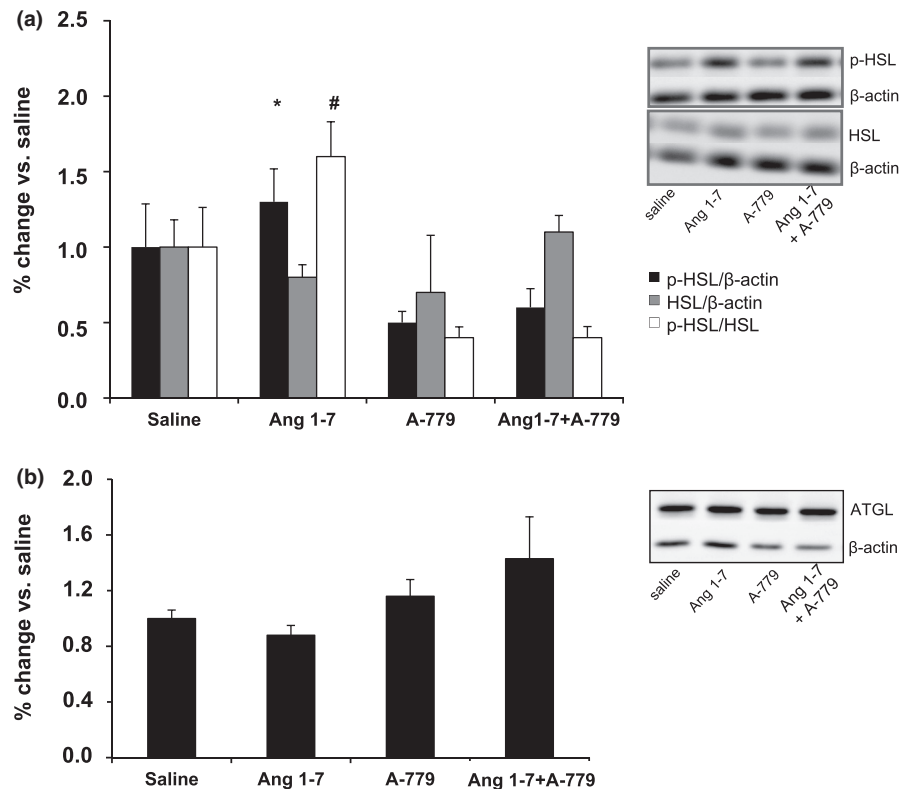 (a)
2.5
2.0
1.5
1.0
0.5
0.0
% change vs. saline
*
#
Saline
Ang 1-7
A-779
Ang1-7+A-779
p-HSL
β-actin
HSL
β-actin
saline
Ang 1-7
A-779
Ang 1-7
+ A-779
p-HSL/β-actin
HSL/β-actin
p-HSL/HSL
(b)
2.0
1.6
1.2
0.8
0.4
0.0
% change vs. saline
Saline
Ang 1-7
A-779
Ang 1-7+A-779
ATGL
β-actin
saline
Ang 1-7
A-779
Ang 1-7
+ A-779